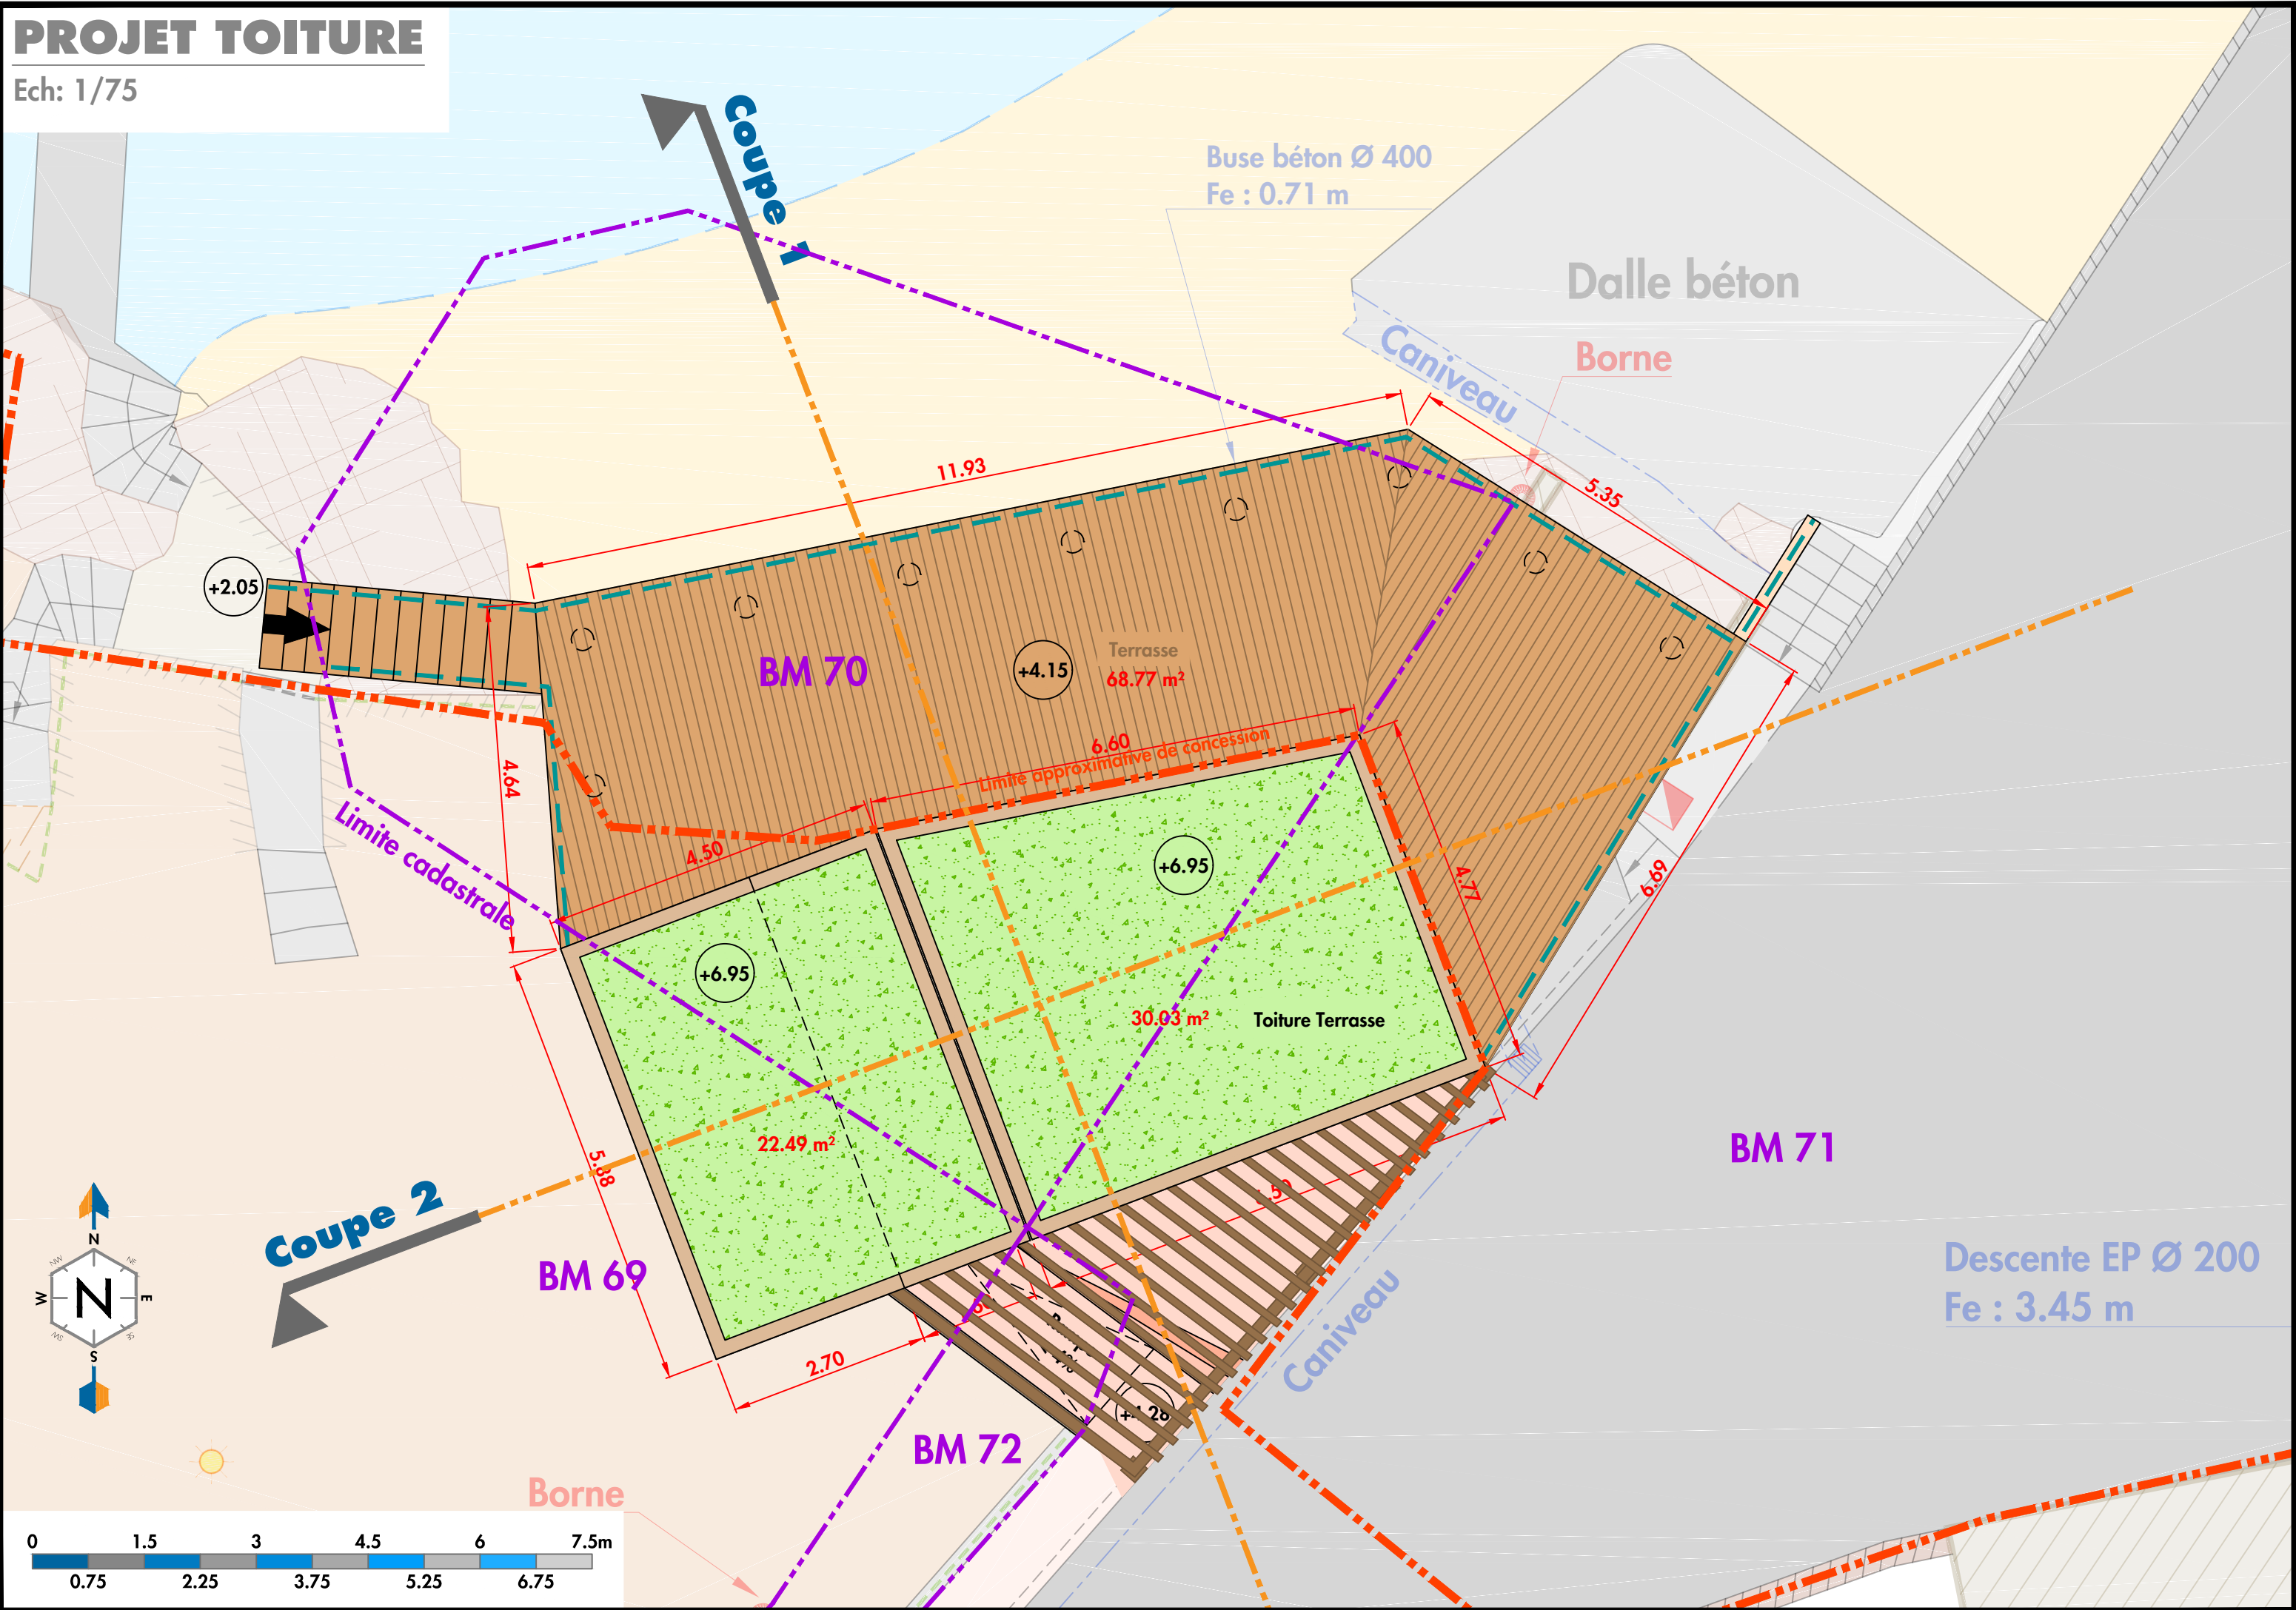 PROJET TOITURE
Ech: 1/75
Coupe 1
Buse béton Ø 400
Fe : 0.71 m
Dalle béton
Caniveau
Borne
11.93
5.35
+2.05
BM 70
+4.15
Terrasse
68.77 m²
6.60
Limite approximative de concession
4.64
4.50
Limite cadastrale
+6.95
4.77
6.69
+6.95
30.03 m²
Toiture Terrasse
22.49 m²
5.88
BM 71
Coupe 2
BM 69
Descente EP Ø 200
Fe : 3.45 m
Caniveau
2.70
BM 72
Borne
N
NW
NE
W
N
E
SW
SE
S
0
1.5
3
4.5
6
7.5m
0.75
2.25
3.75
5.25
6.75